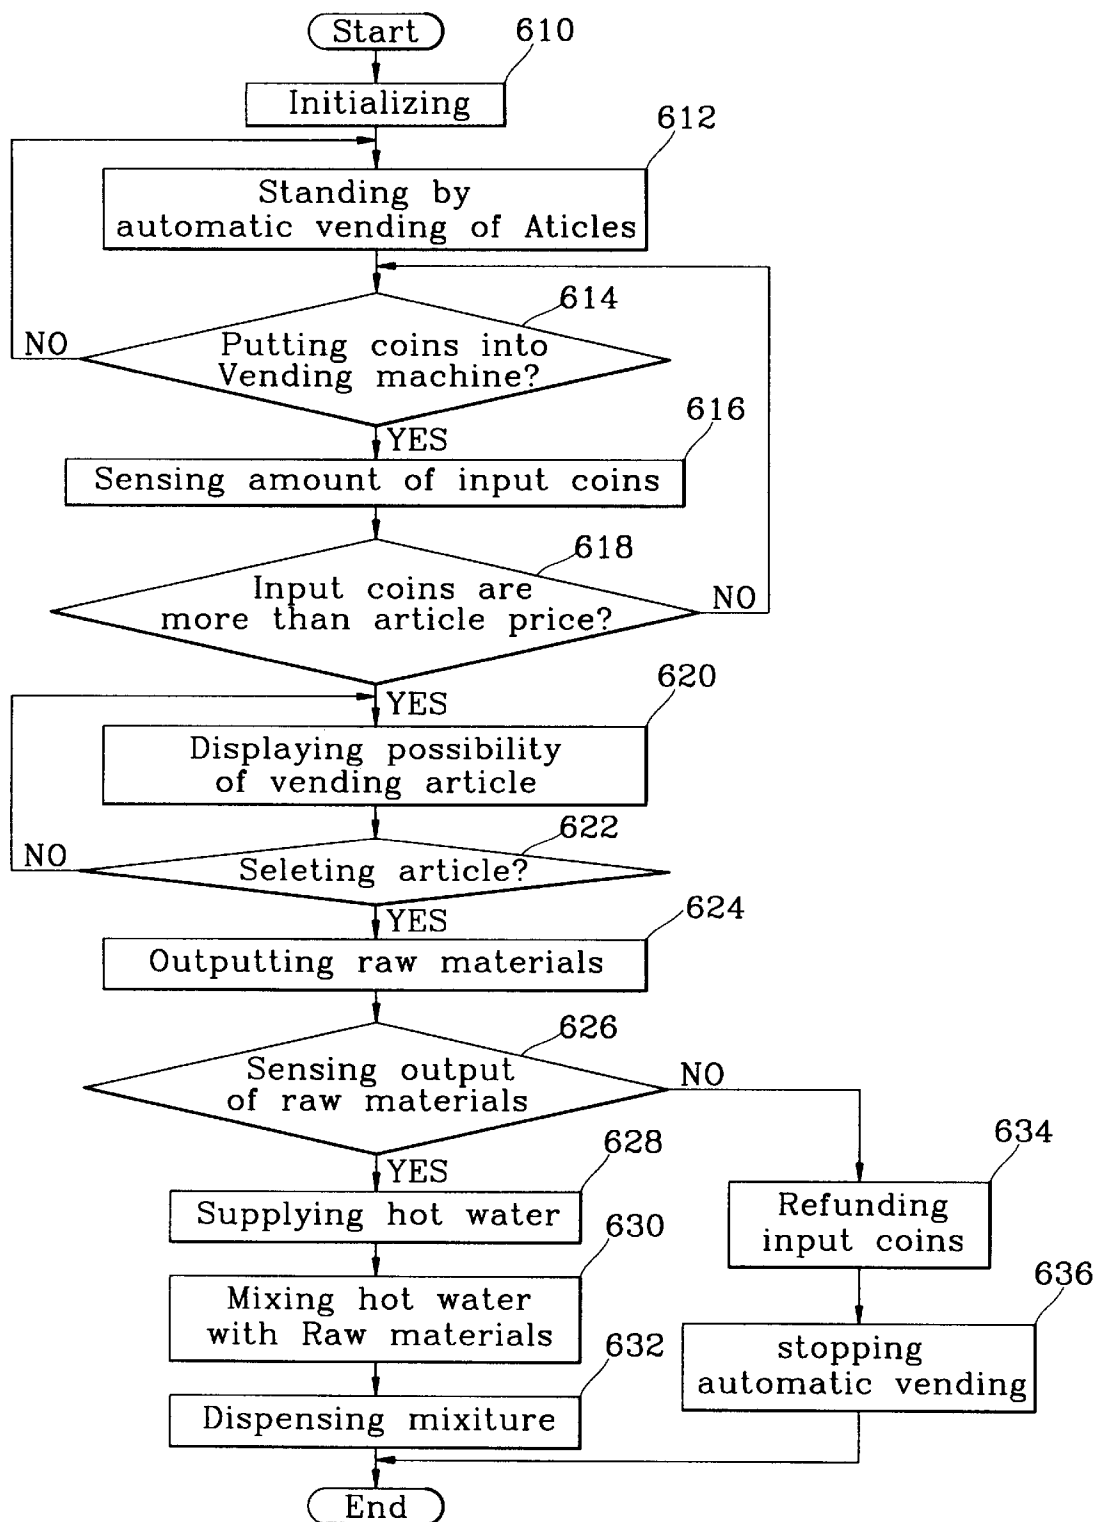 Start
610
Initializing
612
Standing by
automatic vending of Aticles
614
NO
Putting coins into
Vending machine?
616
YES
Sensing amount of input coins
618
Input coins are
more than article price?
NO
620
YES
Displaying possibility
of vending article
622
NO
Seleting article?
624
YES
Outputting raw materials
626
Sensing output
of raw materials
NO
628
634
YES
Supplying hot water
Refunding
input coins
630
636
Mixing hot water
with Raw materials
632
stopping
automatic vending
Dispensing mixiture
End